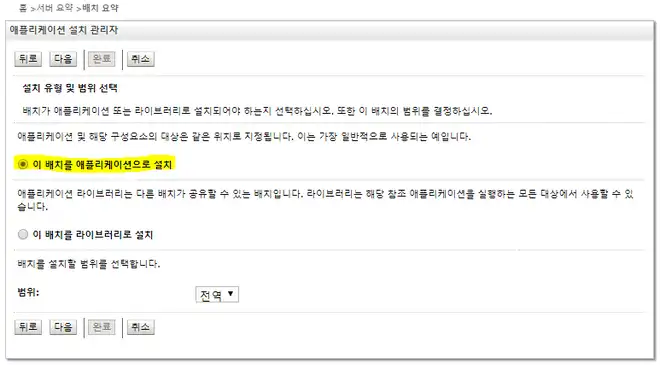 홈 >서버 요약 >배치 요약
애플리케이션 설치 관리자
뒤로 다음 완료 취소
설치 유형 및 범위 선택
배치가 애플리케이션 또는 라이브러리로 설치되어야 하는지 선택하십시오. 또한 이 배치의 범위를 결정하십시오.
애플리케이션 및 해당 구성요소의 대상은 같은 위치로 지정됩니다. 이는 가장 일반적으로 사용되는 예입니다.
이 배치를 애플리케이션으로 설치
애플리케이션 라이브러리는 다른 배치가 공유할 수 있는 배치입니다. 라이브러리는 해당 참조 애플리케이션을 실행하는 모든 대상에서 사용할 수 있
습니다.
이 배치를 라이브러리로 설치
배치를 설치할 범위를 선택합니다.
범위: 전역
뒤로 다음 완료 취소